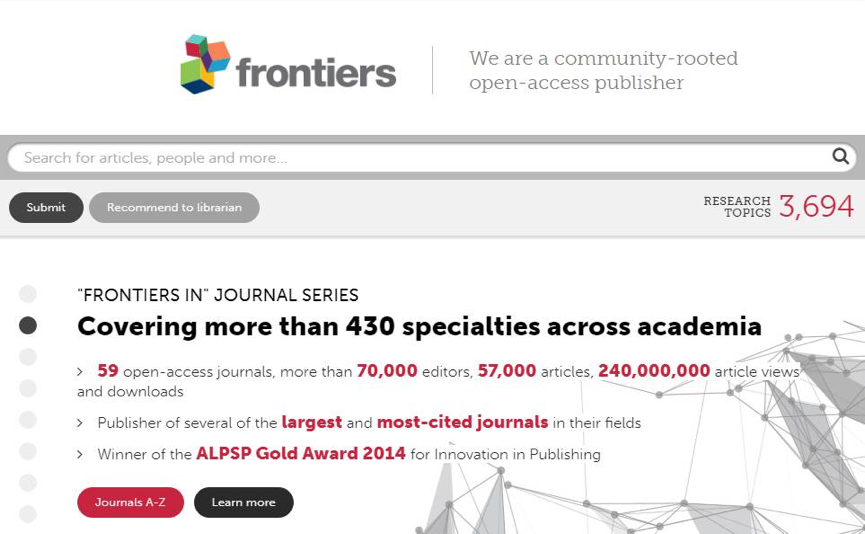 frontiers
We are a community-rooted
open-access publisher
Search for articles, people and more...
Submit
Recommend to librarian
RESEARCH
TOPICS
3,694
"FRONTIERS IN" JOURNAL SERIES
Covering more than 430 specialties across academia
> 59 open-access journals, more than 70,000 editors, 57,000 articles, 240,000,000 article views
and downloads
> Publisher of several of the largest and most-cited journals in their fields
> Winner of the ALPSP Gold Award 2014 for Innovation in Publishing
Journals A-Z
Learn more